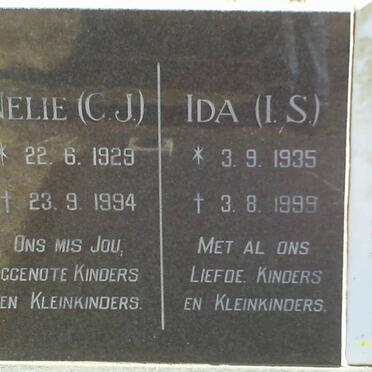 NELIE (C.J.)
* 22.6.1929
† 23.9.1994
ONS MIS JOU,
GGENOTE KINDERS
EN KLEINKINDERS.
IDA (I.S.)
* 3.9.1935
† 3.8.1999
MET AL ONS
LIEFDE. KINDERS
EN KLEINKINDERS.